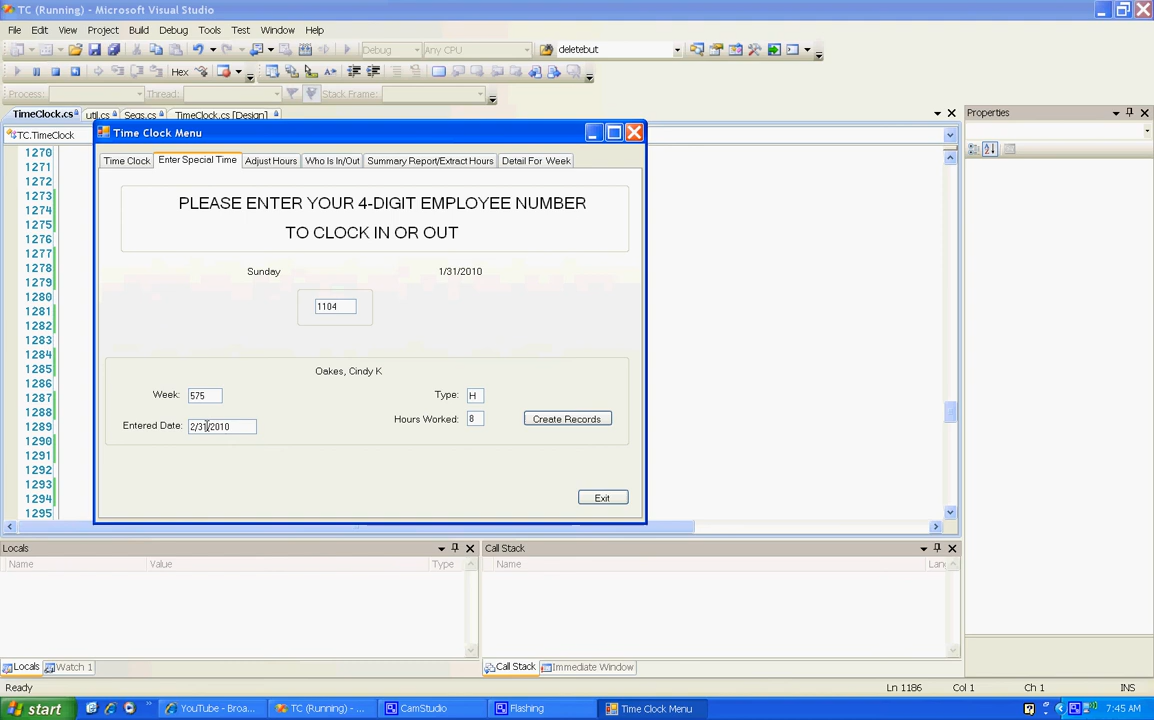 TC (Running) - Microsoft Visual Studio
File Edit View Project Build Debug Tools Test Window Help
Debug Any CPU deletebut
Hex
Process: Thread: Stack Frame:
TimeClock.cs util.cs Seqs.cs TimeClock.cs [Design]
Properties
TC.TimeClock
Time Clock Menu
Time Clock Enter Special Time Adjust Hours Who Is In/Out Summary Report/Extract Hours Detail For Week
1270
1271
1272
1273
1274
1275
1276
1277
1278
1279
1280
1281
1282
1283
1284
1285
1286
1287
1288
1289
1290
1291
1292
1293
1294
1295
PLEASE ENTER YOUR 4-DIGIT EMPLOYEE NUMBER
TO CLOCK IN OR OUT
Sunday 1/31/2010
1104
Oakes, Cindy K
Week: 575 Type: H
Entered Date: 2/31/2010 Hours Worked: 8 Create Records
Exit
Locals Call Stack
Name Value Type Name Lan
Locals Watch 1 Call Stack Immediate Window
Ready Ln 1186 Col 1 Ch 1 INS
start YouTube - Broa... TC (Running) - ... CamStudio Flashing Time Clock Menu 7:45 AM